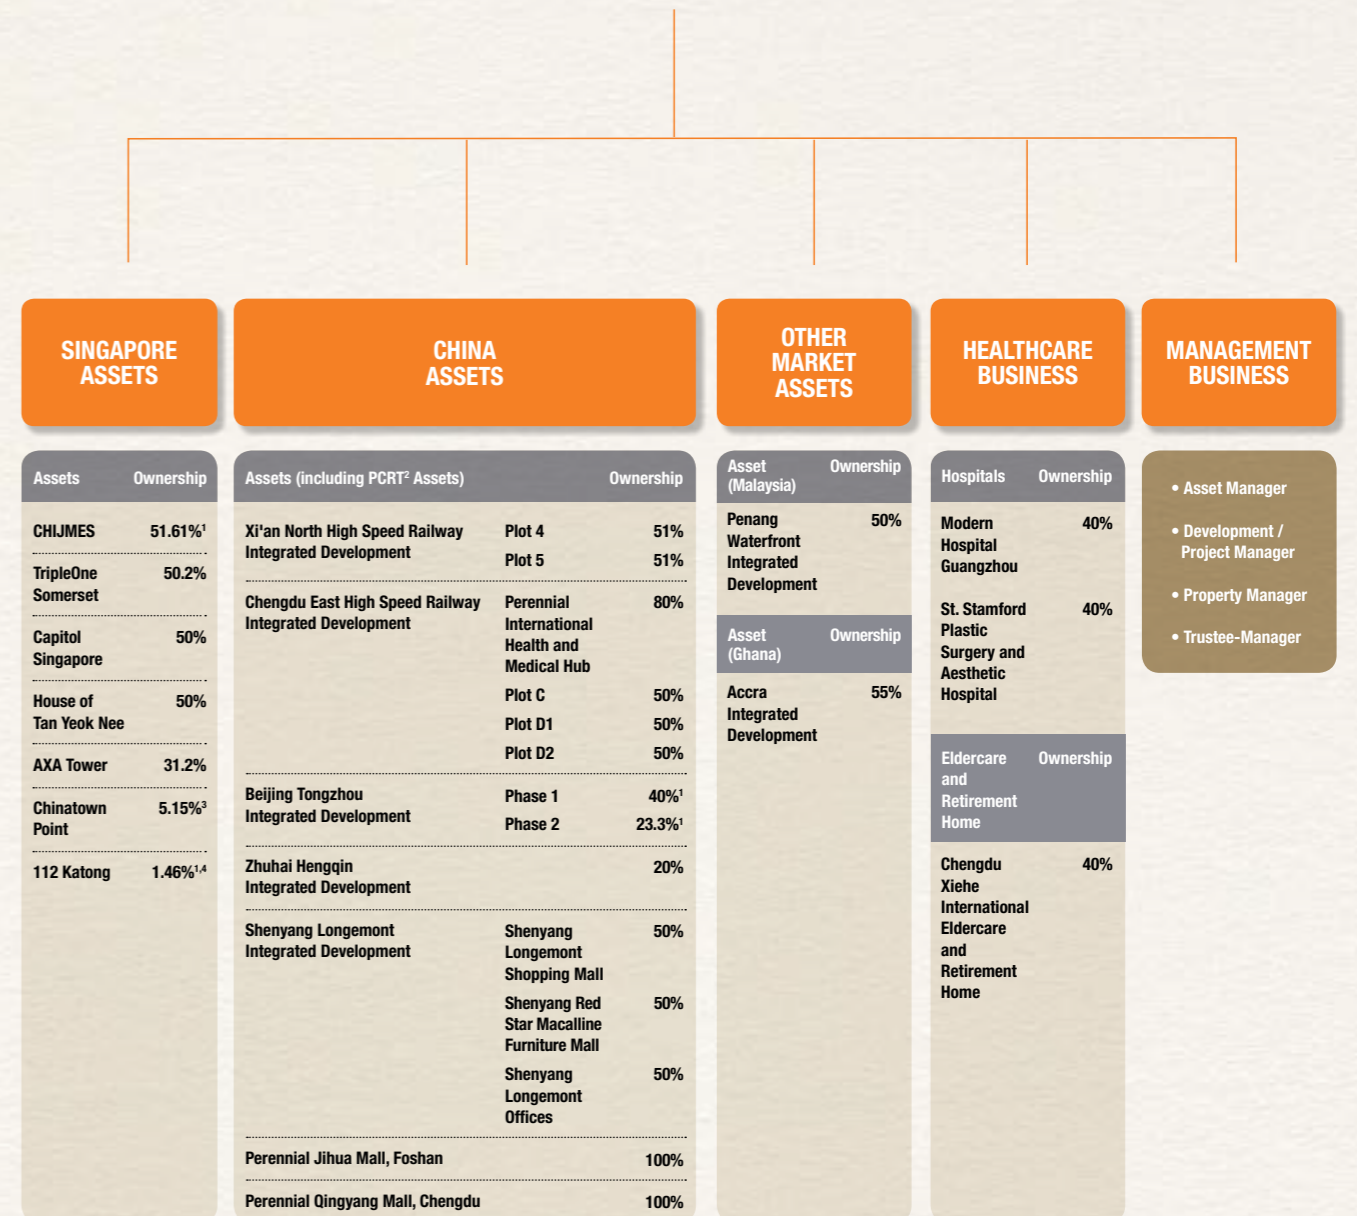 SINGAPORE
ASSETS
Assets Ownership
CHIJMES 51.61%¹
TripleOne 50.2%
Somerset
Capitol 50%
Singapore
House of 50%
Tan Yeok Nee
AXA Tower 31.2%
Chinatown 5.15%³
Point
112 Katong 1.46%¹,⁴
CHINA
ASSETS
Assets (including PCRT² Assets) Ownership
Xi'an North High Speed Railway Plot 4 51%
Integrated Development
Plot 5 51%
Chengdu East High Speed Railway Perennial 80%
Integrated Development International
Health and
Medical Hub
Plot C 50%
Plot D1 50%
Plot D2 50%
Beijing Tongzhou Phase 1 40%¹
Integrated Development
Phase 2 23.3%¹
Zhuhai Hengqin 20%
Integrated Development
Shenyang Longemont Shenyang 50%
Integrated Development Longemont
Shopping Mall
Shenyang Red 50%
Star Macalline
Furniture Mall
Shenyang 50%
Longemont
Offices
Perennial Jihua Mall, Foshan 100%
Perennial Qingyang Mall, Chengdu 100%
OTHER
MARKET
ASSETS
Asset Ownership
(Malaysia)
Penang 50%
Waterfront
Integrated
Development
Asset Ownership
(Ghana)
Accra 55%
Integrated
Development
HEALTHCARE
BUSINESS
Hospitals Ownership
Modern 40%
Hospital
Guangzhou
St. Stamford 40%
Plastic
Surgery and
Aesthetic
Hospital
Eldercare Ownership
and
Retirement
Home
Chengdu 40%
Xiehe
International
Eldercare
and
Retirement
Home
MANAGEMENT
BUSINESS
• Asset Manager
• Development /
Project Manager
• Property Manager
• Trustee-Manager